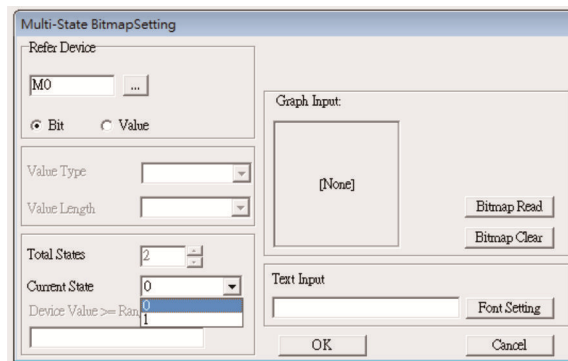 Multi-State BitmapSetting
Refer Device
M0
...
Bit
Value
Value Type
Value Length
Total States
2
Current State
0
0
1
Device Value >=
Graph Input:
[None]
Bitmap Read
Bitmap Clear
Text Input
Font Setting
OK
Cancel